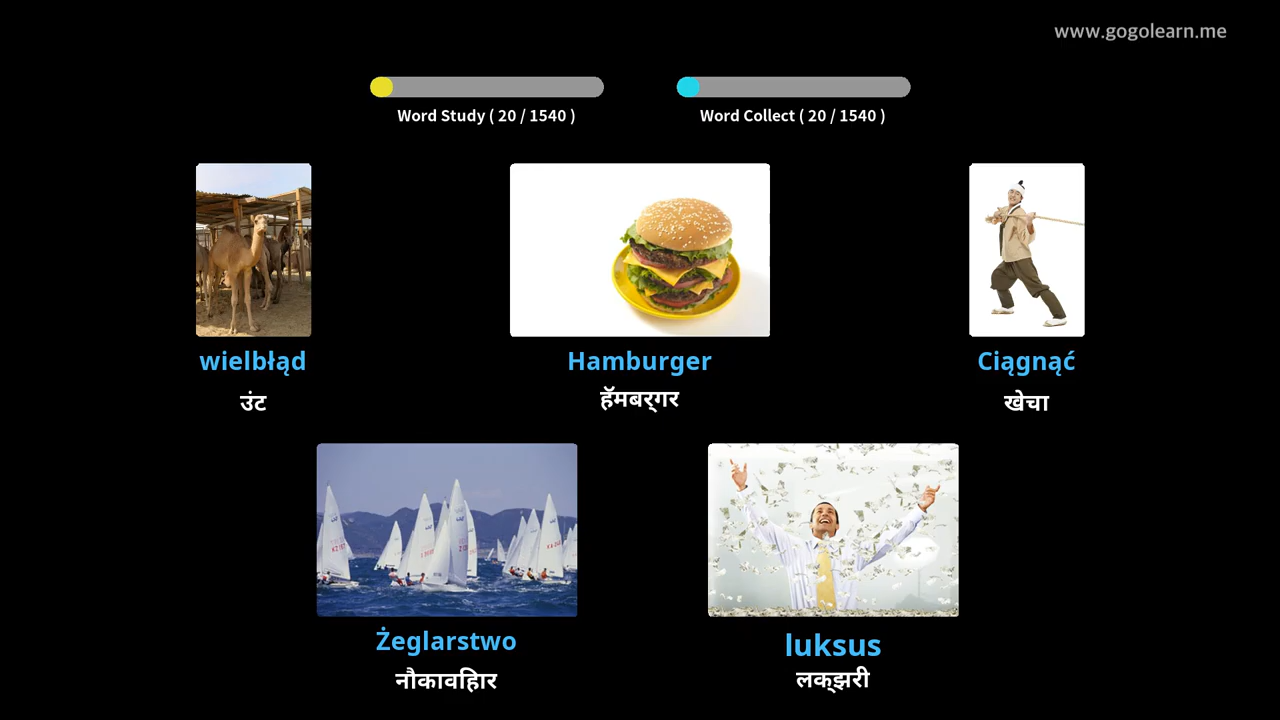 www.gogolearn.me
Word Study ( 20 / 1540 )
Word Collect ( 20 / 1540 )
wielbłąd
उंट
Hamburger
हॅमबर्‌गर
Ciągnąć
खेचा
Żeglarstwo
नौकाविहार
luksus
लक्झरी